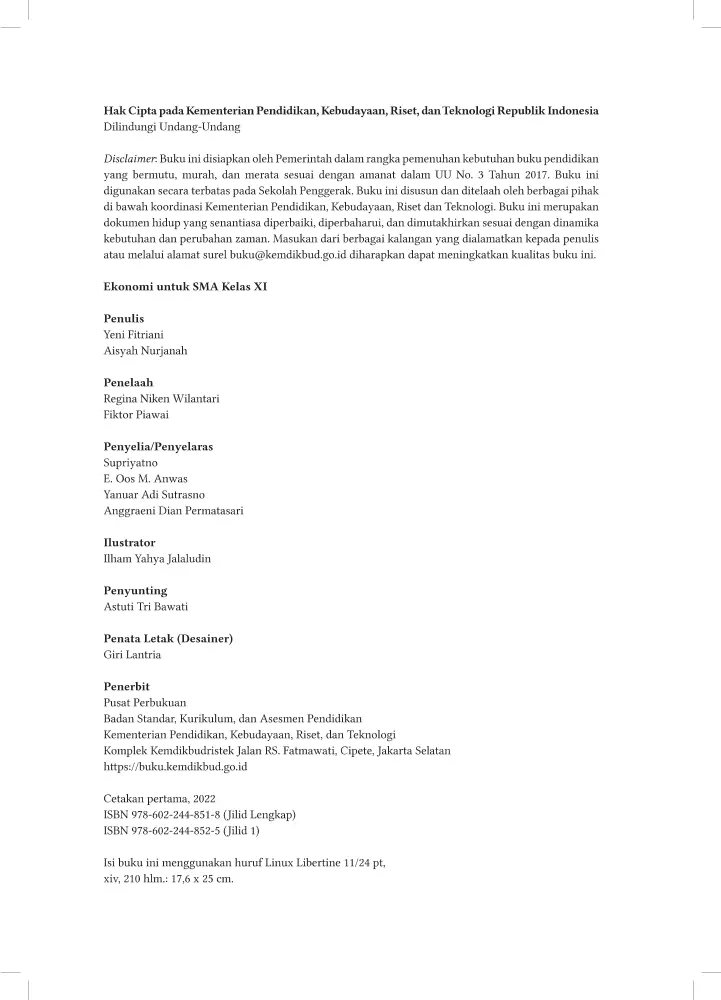 Hak Cipta pada Kementerian Pendidikan, Kebudayaan, Riset, dan Teknologi Republik Indonesia
Dilindungi Undang-Undang
Disclaimer: Buku ini disiapkan oleh Pemerintah dalam rangka pemenuhan kebutuhan buku pendidikan
yang bermutu, murah, dan merata sesuai dengan amanat dalam UU No. 3 Tahun 2017. Buku ini
digunakan secara terbatas pada Sekolah Penggerak. Buku ini disusun dan ditelaah oleh berbagai pihak
di bawah koordinasi Kementerian Pendidikan, Kebudayaan, Riset dan Teknologi. Buku ini merupakan
dokumen hidup yang senantiasa diperbaiki, diperbaharui, dan dimutakhirkan sesuai dengan dinamika
kebutuhan dan perubahan zaman. Masukan dari berbagai kalangan yang dialamatkan kepada penulis
atau melalui alamat surel buku@kemdikbud.go.id diharapkan dapat meningkatkan kualitas buku ini.
Ekonomi untuk SMA Kelas XI
Penulis
Yeni Fitriani
Aisyah Nurjanah
Penelaah
Regina Niken Wilantari
Fiktor Piawai
Penyelia/Penyelaras
Supriyatno
E. Oos M. Anwas
Yanuar Adi Sutrasno
Anggraeni Dian Permatasari
Ilustrator
Ilham Yahya Jalaludin
Penyunting
Astuti Tri Bawati
Penata Letak (Desainer)
Giri Lantria
Penerbit
Pusat Perbukuan
Badan Standar, Kurikulum, dan Asesmen Pendidikan
Kementerian Pendidikan, Kebudayaan, Riset, dan Teknologi
Komplek Kemdikbudristek Jalan RS. Fatmawati, Cipete, Jakarta Selatan
https://buku.kemdikbud.go.id
Cetakan pertama, 2022
ISBN 978-602-244-851-8 (Jilid Lengkap)
ISBN 978-602-244-852-5 (Jilid 1)
Isi buku ini menggunakan huruf Linux Libertine 11/24 pt,
xiv, 210 hlm.: 17,6 x 25 cm.